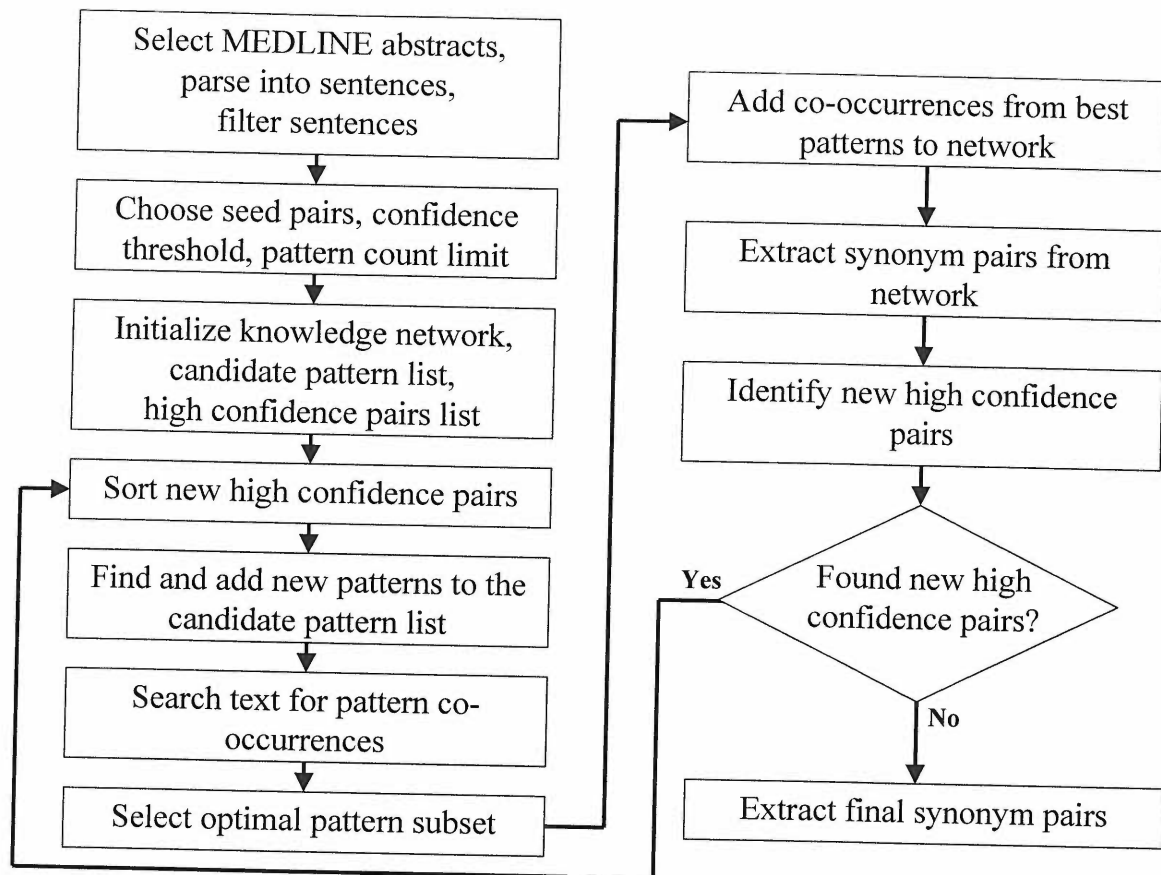 Select MEDLINE abstracts,
parse into sentences,
filter sentences
Choose seed pairs, confidence
threshold, pattern count limit
Initialize knowledge network,
candidate pattern list,
high confidence pairs list
Sort new high confidence pairs
Find and add new patterns to the
candidate pattern list
Search text for pattern co-
occurrences
Select optimal pattern subset
Add co-occurrences from best
patterns to network
Extract synonym pairs from
network
Identify new high confidence
pairs
Found new high
confidence pairs?
Yes
No
Extract final synonym pairs